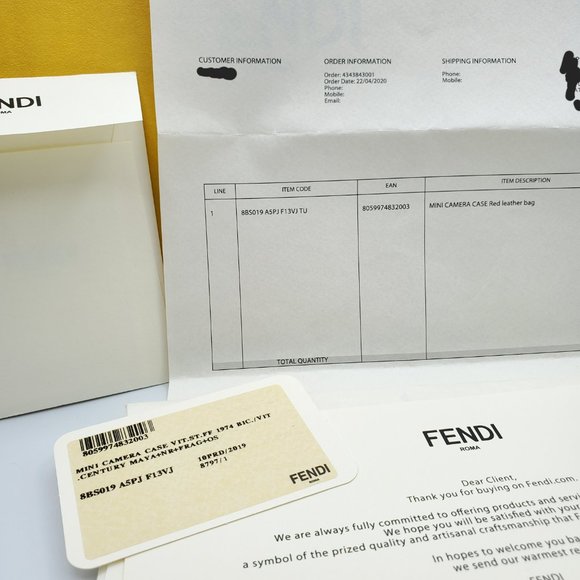 FENDI
ROMA
CUSTOMER INFORMATION
ORDER INFORMATION
Order: 4343843001
Order Date: 22/04/2020
Phone:
Mobile:
Email:
SHIPPING INFORMATION
Phone:
Mobile:
LINE ITEM CODE EAN ITEM DESCRIPTION
1 8BS019 A5PJ F13VJ TU 8059974832003 MINI CAMERA CASE Red leather bag
TOTAL QUANTITY
8059974832003
MINI CAMERA CASE VIT.ST.FF 1974 BIC./VIT
.CENTURY MAYA+NR+FRAG+OS
10PRD/2019
8BS019 A5PJ F13VJ 8797/1
FENDI
FENDI
ROMA
Dear Client,
Thank you for buying on Fendi.com.
We are always fully committed to offering products and
We hope you will be satisfied with your
a symbol of the prized quality and artisanal craftsmanship that
In hopes to welcome you
we send our warmest
FENDI